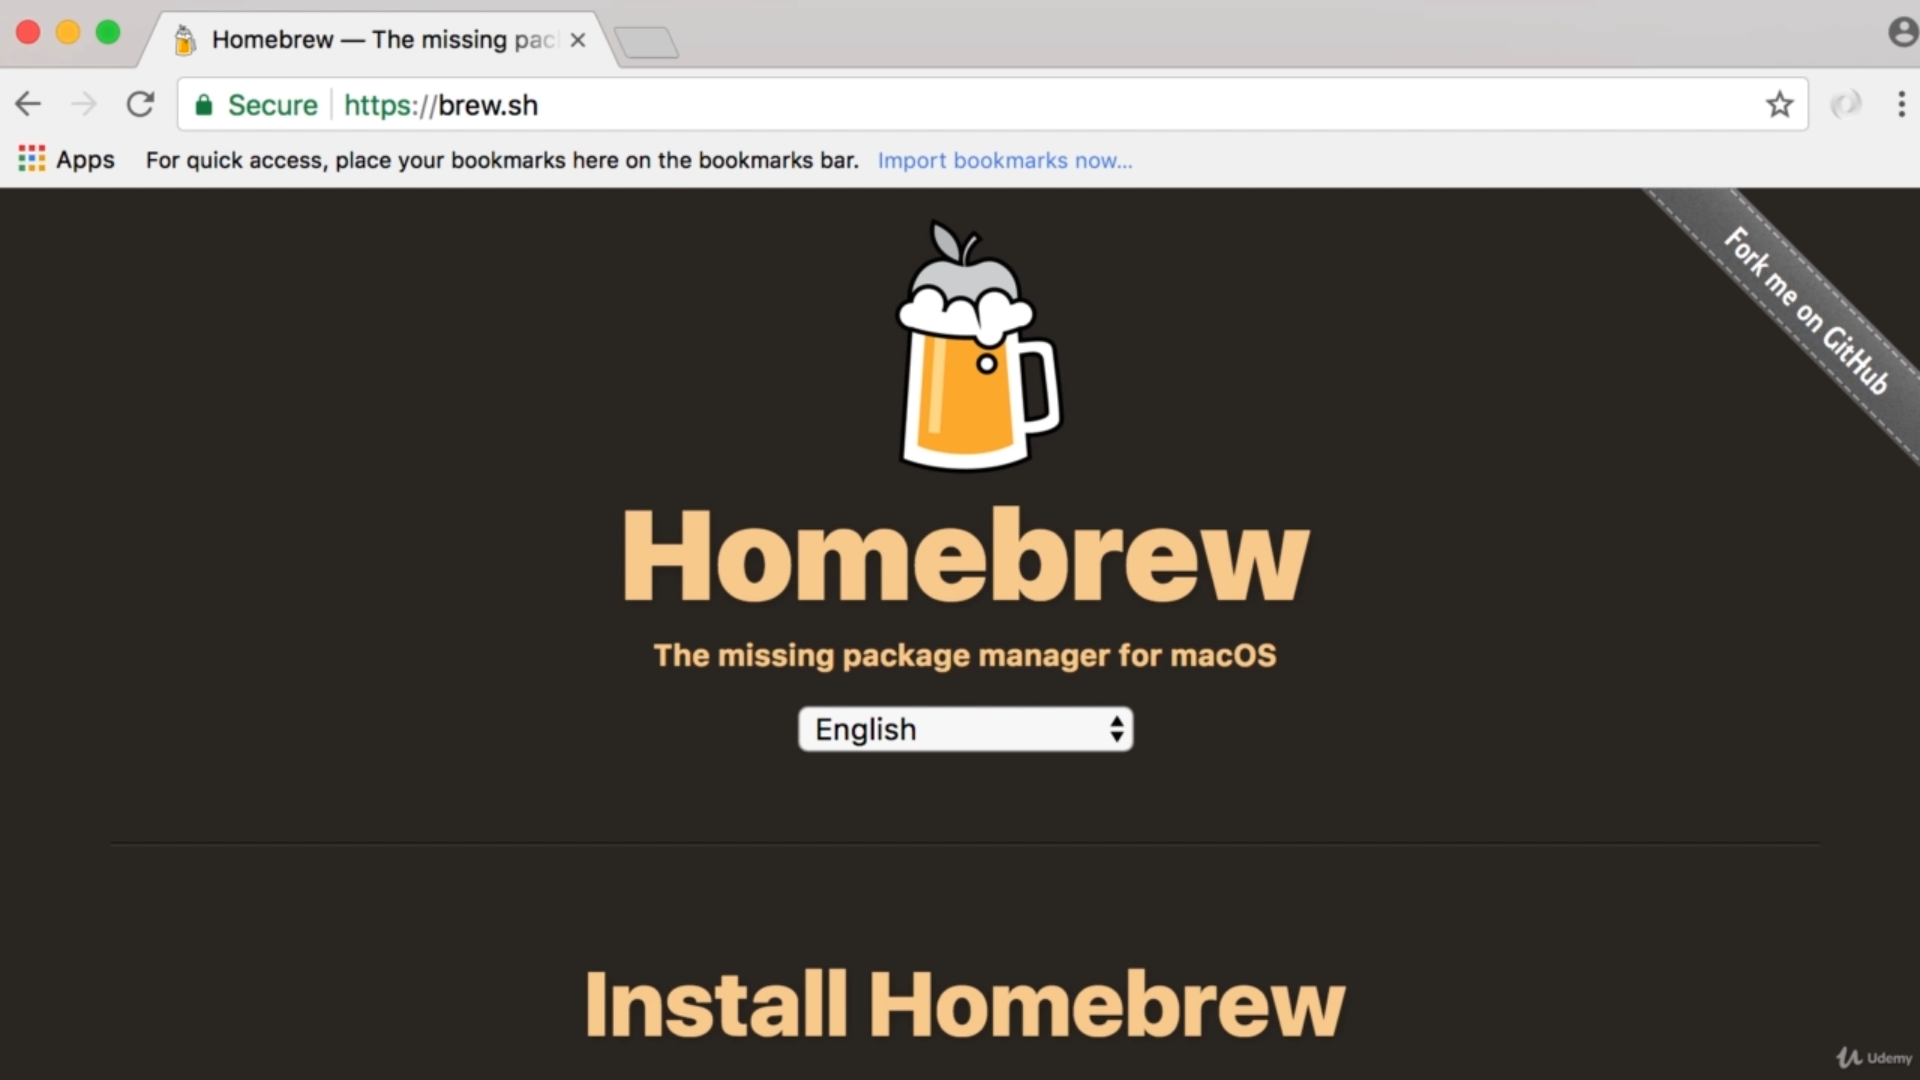 Homebrew — The missing pac
Secure https://brew.sh
Apps For quick access, place your bookmarks here on the bookmarks bar. Import bookmarks now...
Fork me on GitHub
Homebrew
The missing package manager for macOS
English
Install Homebrew
Udemy